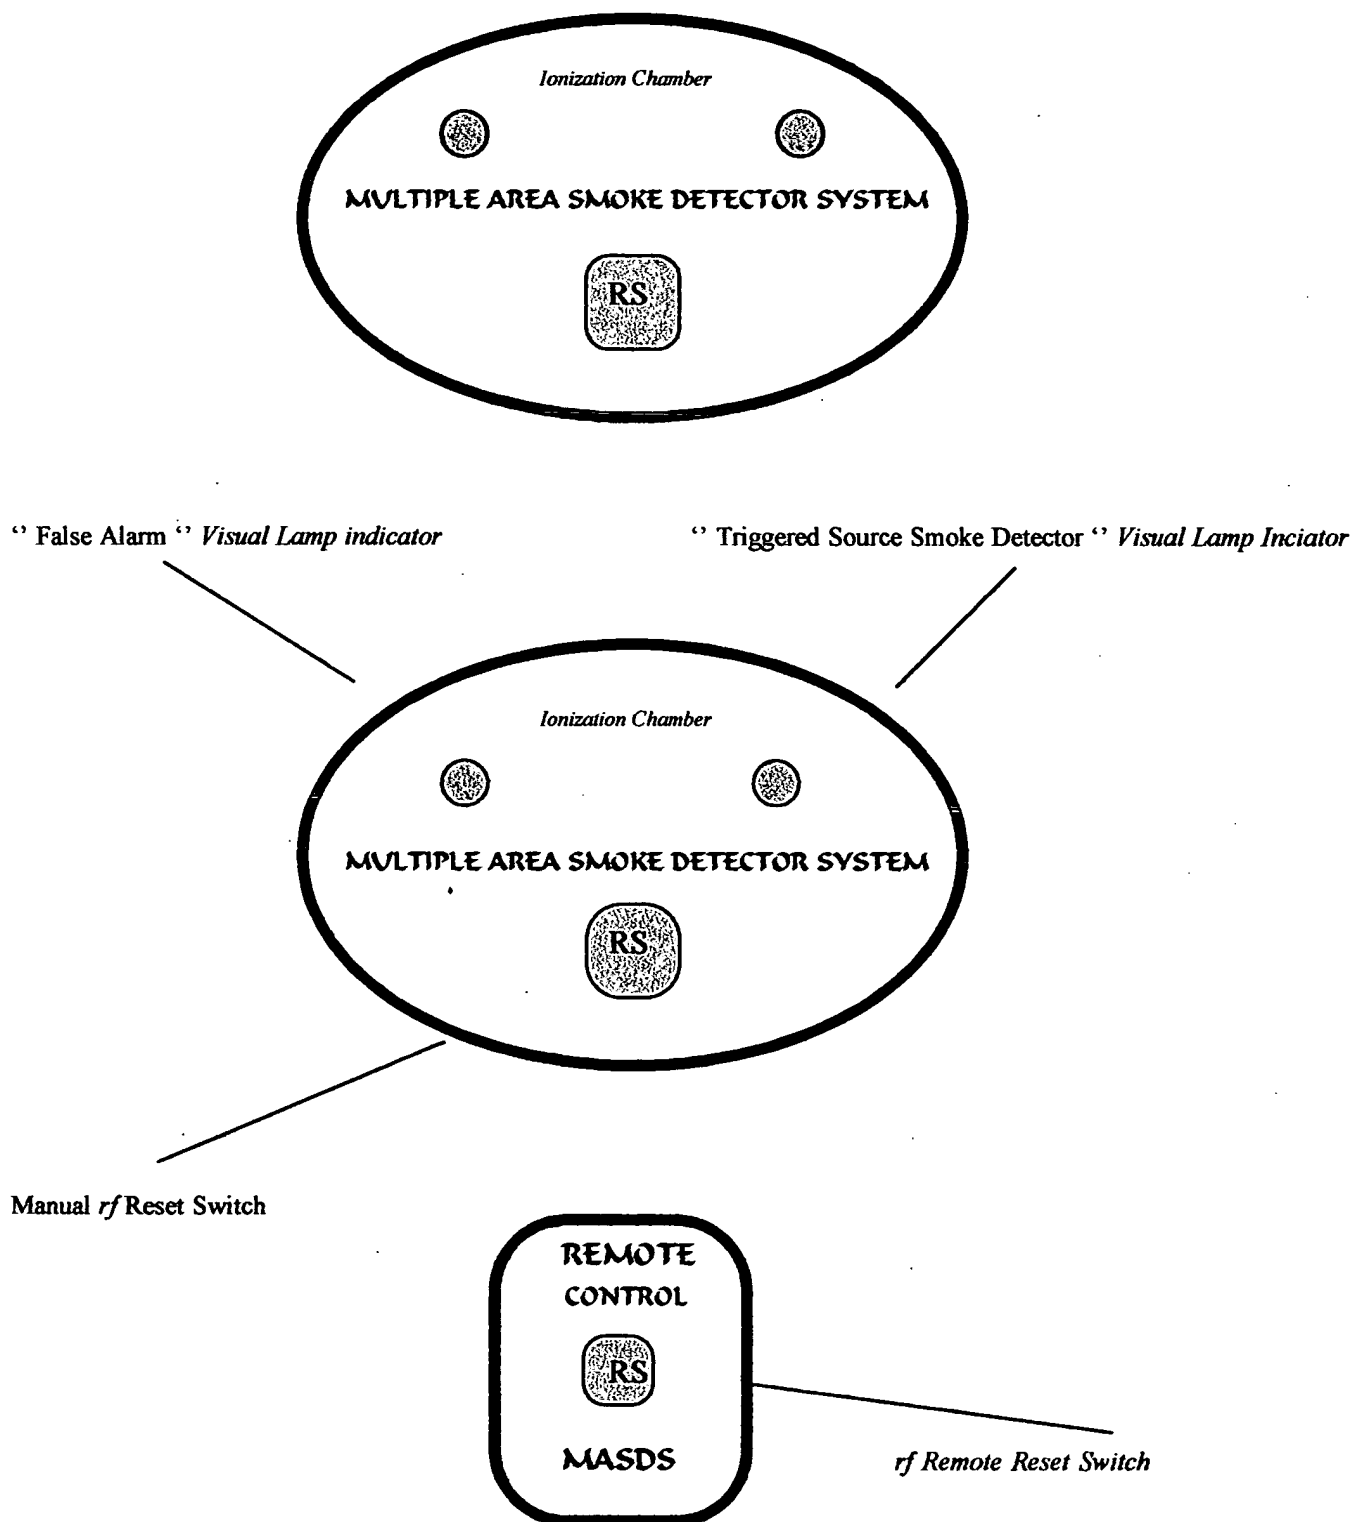 Ionization Chamber
MULTIPLE AREA SMOKE DETECTOR SYSTEM
RS
‘’ False Alarm ‘’ Visual Lamp indicator
‘’ Triggered Source Smoke Detector ‘’ Visual Lamp Inciator
Ionization Chamber
MULTIPLE AREA SMOKE DETECTOR SYSTEM
RS
Manual rf Reset Switch
REMOTE
CONTROL
RS
MASDS
rf Remote Reset Switch